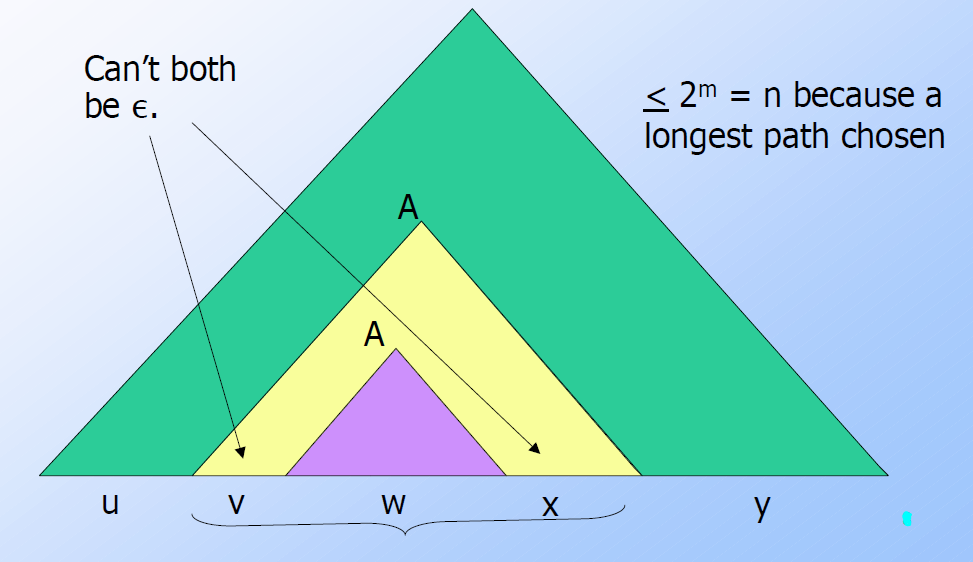 Can't both
be ϵ.
≤ 2ᵐ = n because a
longest path chosen
A
A
u v w x y